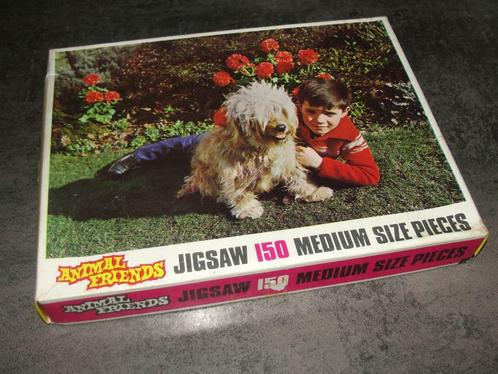 ANIMAL
FRIENDS
JIGSAW 150 MEDIUM SIZE PIECES
ANIMAL
FRIENDS
JIGSAW 150 MEDIUM SIZE PIECES